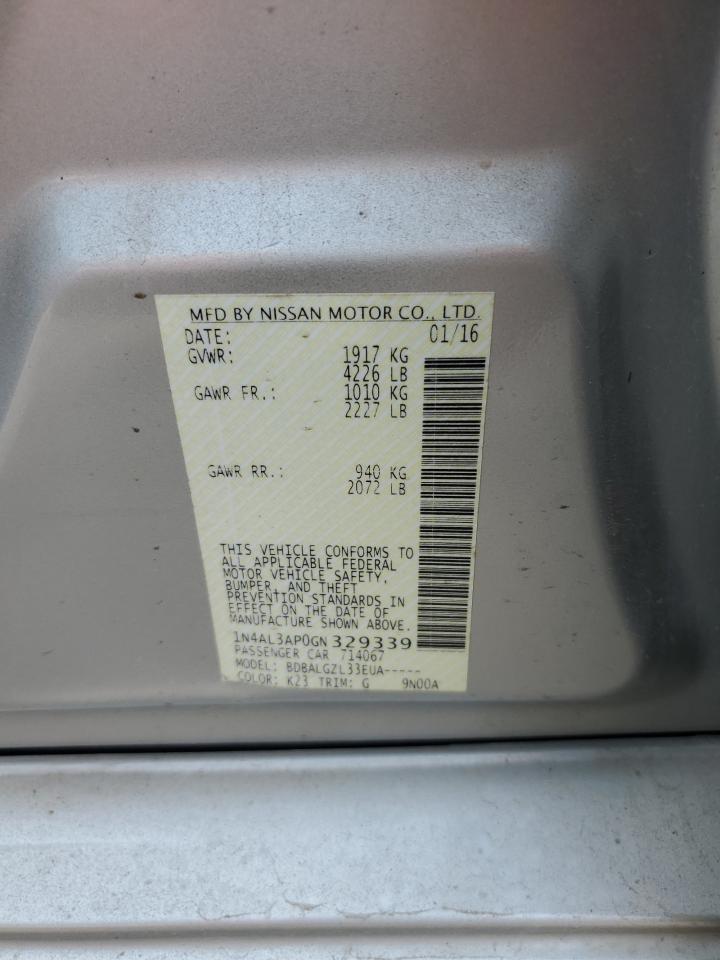 MFD BY NISSAN MOTOR CO., LTD.
DATE: 01/16
GVWR: 1917 KG
4226 LB
GAWR FR.: 1010 KG
2227 LB
GAWR RR.: 940 KG
2072 LB
THIS VEHICLE CONFORMS TO
ALL APPLICABLE FEDERAL
MOTOR VEHICLE SAFETY,
BUMPER, AND THEFT
PREVENTION STANDARDS IN
EFFECT ON THE DATE OF
MANUFACTURE SHOWN ABOVE.
1N4AL3AP0GN329339
PASSENGER CAR 714067
MODEL: BDBALGZL33EUA-----
COLOR: K23 TRIM: G 9N00A